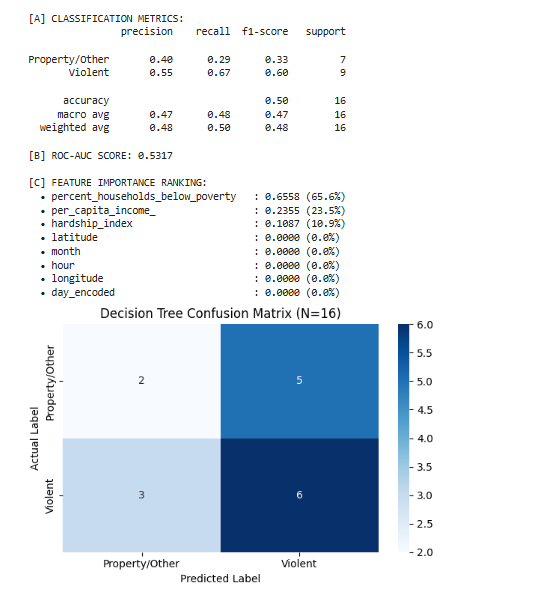 [A] CLASSIFICATION METRICS:
precision recall f1-score support
Property/Other 0.40 0.29 0.33 7
Violent 0.55 0.67 0.60 9
accuracy 0.50 16
macro avg 0.47 0.48 0.47 16
weighted avg 0.48 0.50 0.48 16
[B] ROC-AUC SCORE: 0.5317
[C] FEATURE IMPORTANCE RANKING:
• percent_households_below_poverty : 0.6558 (65.6%)
• per_capita_income_ : 0.2355 (23.5%)
• hardship_index : 0.1087 (10.9%)
• latitude : 0.0000 (0.0%)
• month : 0.0000 (0.0%)
• hour : 0.0000 (0.0%)
• longitude : 0.0000 (0.0%)
• day_encoded : 0.0000 (0.0%)
Decision Tree Confusion Matrix (N=16)
Actual Label
Property/Other
Violent
2 5
3 6
Property/Other Violent
Predicted Label
6.0
5.5
5.0
4.5
4.0
3.5
3.0
2.5
2.0